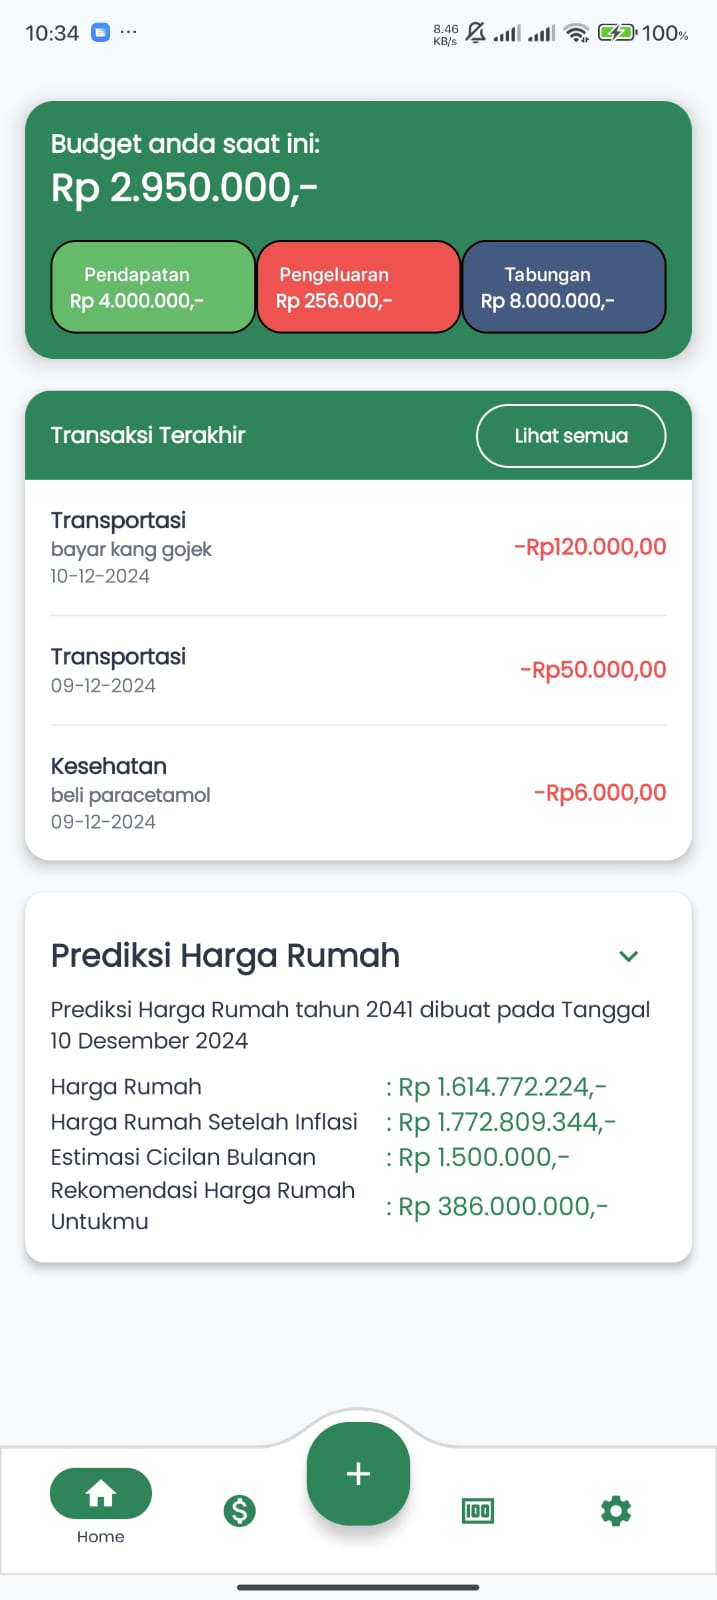 10:34 ...
8.46 KB/s 100%
Budget anda saat ini:
Rp 2.950.000,-
Pendapatan Pengeluaran Tabungan
Rp 4.000.000,- Rp 256.000,- Rp 8.000.000,-
Transaksi Terakhir Lihat semua
Transportasi
bayar kang gojek -Rp120.000,00
10-12-2024
Transportasi
-Rp50.000,00
09-12-2024
Kesehatan
beli paracetamol -Rp6.000,00
09-12-2024
Prediksi Harga Rumah
Prediksi Harga Rumah tahun 2041 dibuat pada Tanggal
10 Desember 2024
Harga Rumah : Rp 1.614.772.224,-
Harga Rumah Setelah Inflasi : Rp 1.772.809.344,-
Estimasi Cicilan Bulanan : Rp 1.500.000,-
Rekomendasi Harga Rumah
Untukmu : Rp 386.000.000,-
+
100
Home